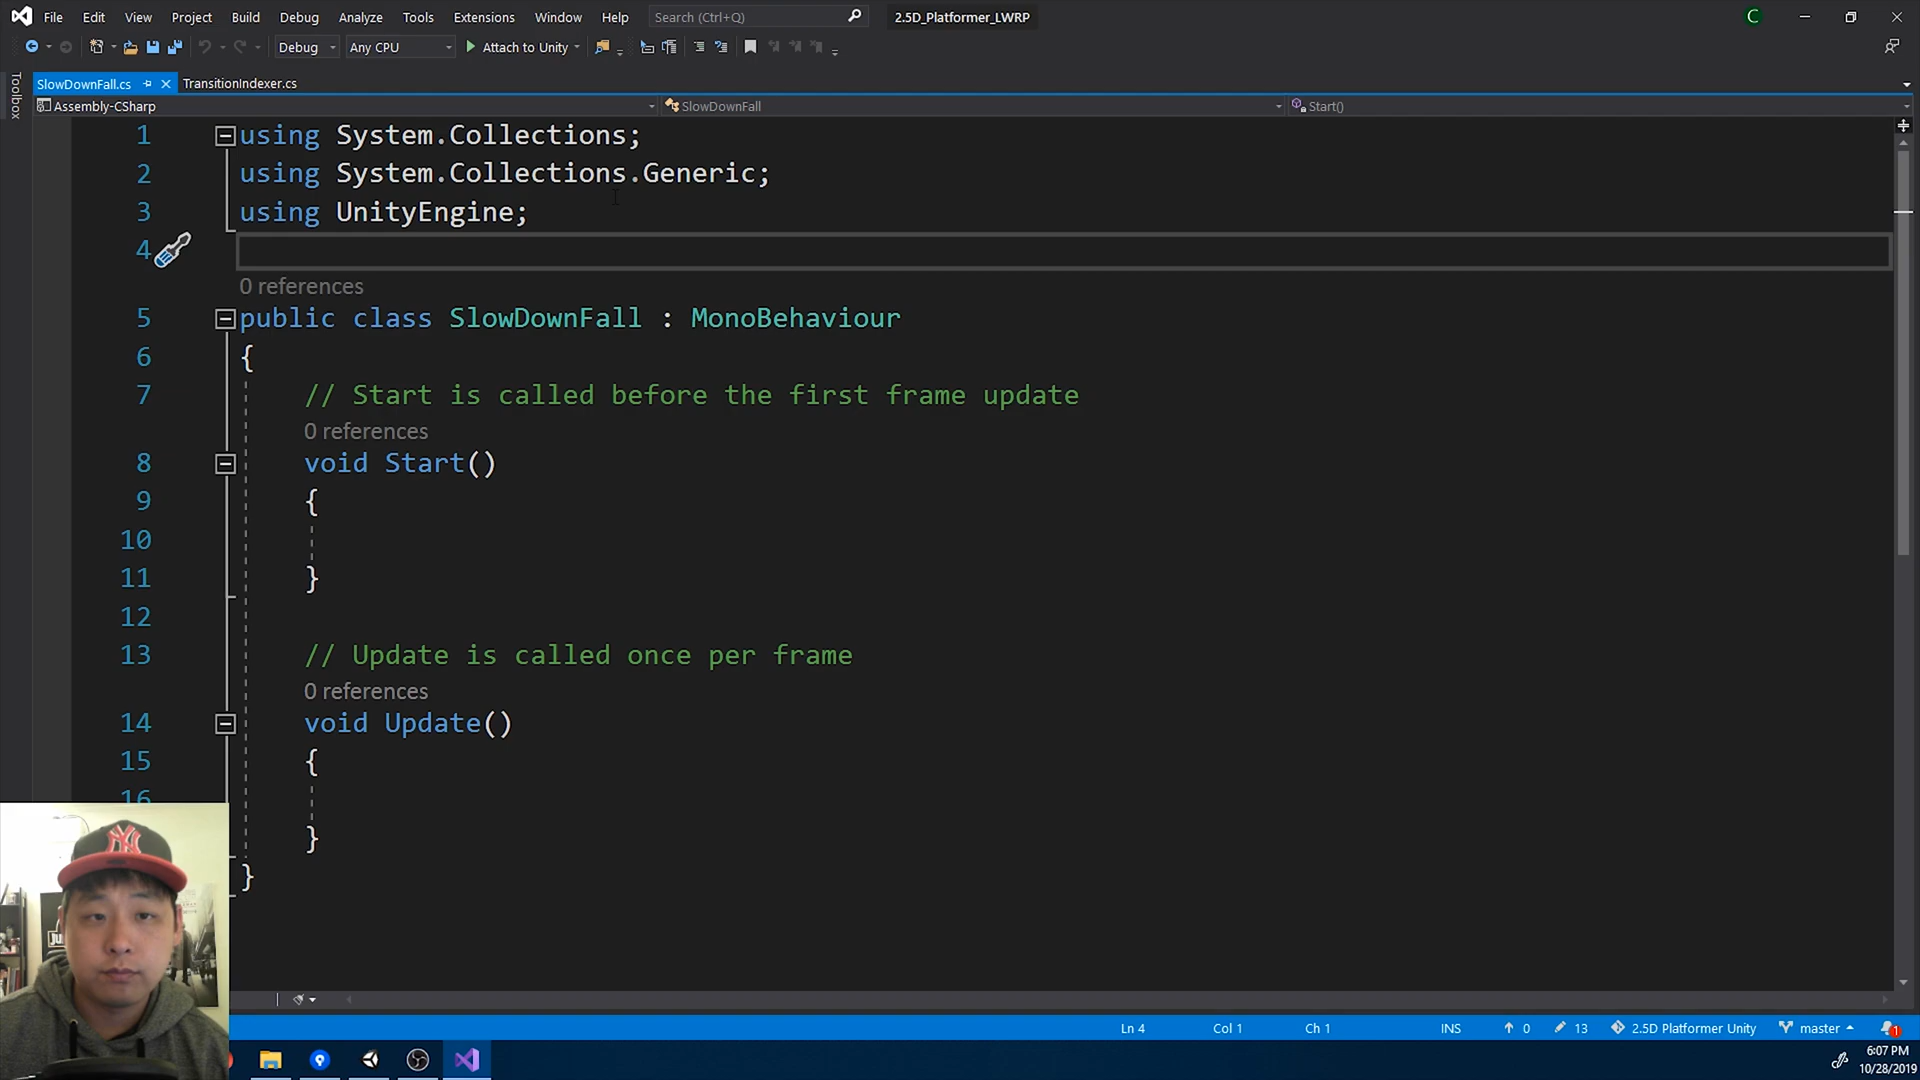 File Edit View Project Build Debug Test Analyze Tools Extensions Window Help Search (Ctrl+Q) 2.5D_Platformer_LWRP C
Debug Any CPU Attach to Unity
Toolbox
SlowDownFall.cs TransitionIndexer.cs
Assembly-CSharp SlowDownFall Start()
1 using System.Collections;
2 using System.Collections.Generic;
3 using UnityEngine;
4
0 references
5 public class SlowDownFall : MonoBehaviour
6 {
7 // Start is called before the first frame update
0 references
8 void Start()
9 {
10
11 }
12
13 // Update is called once per frame
0 references
14 void Update()
15 {
16
}
}
NY
Ln 4 Col 1 Ch 1 INS 0 13 2.5D Platformer Unity master 1
6:07 PM
10/28/2019